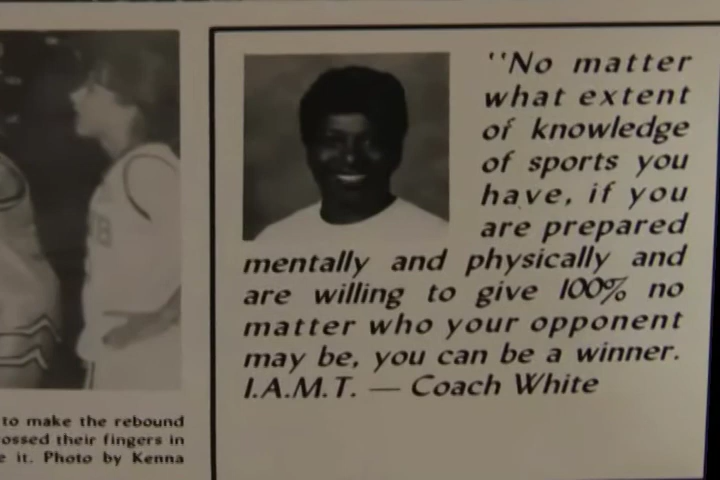 ''No matter
what extent
of knowledge
of sports you
have, if you
are prepared
mentally and physically and
are willing to give 100% no
matter who your opponent
may be, you can be a winner.
I.A.M.T. — Coach White
to make the rebound
ossed their fingers in
e it. Photo by Kenna